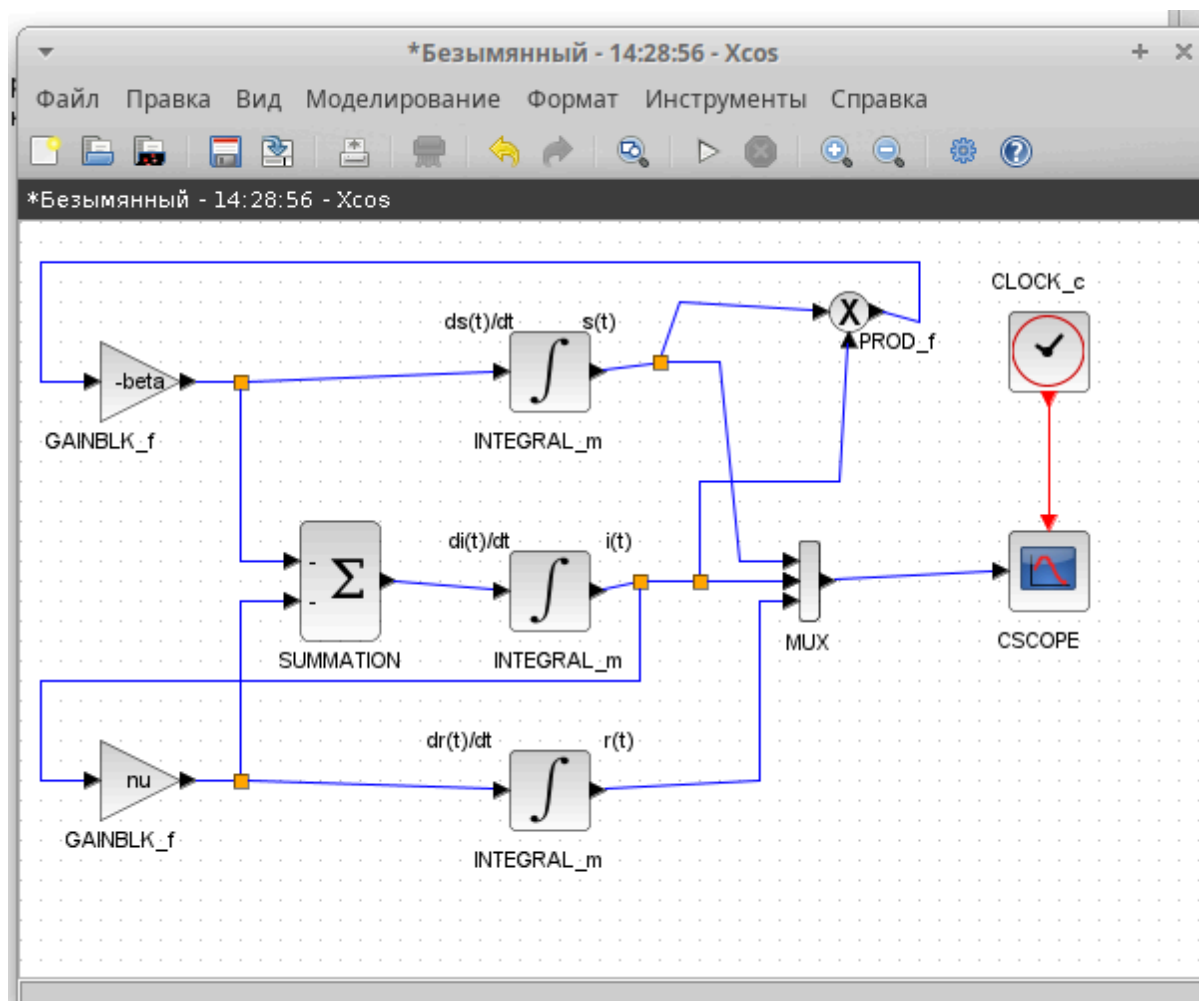 *Безымянный - 14:28:56 - Xcos
Файл Правка Вид Моделирование Формат Инструменты Справка
*Безымянный - 14:28:56 - Xcos
CLOCK_c
ds(t)/dt s(t)
X
PROD_f
-beta
GAINBLK_f
INTEGRAL_m
di(t)/dt i(t)
-
Σ
-
SUMMATION
INTEGRAL_m
MUX
CSCOPE
dr(t)/dt r(t)
nu
GAINBLK_f
INTEGRAL_m